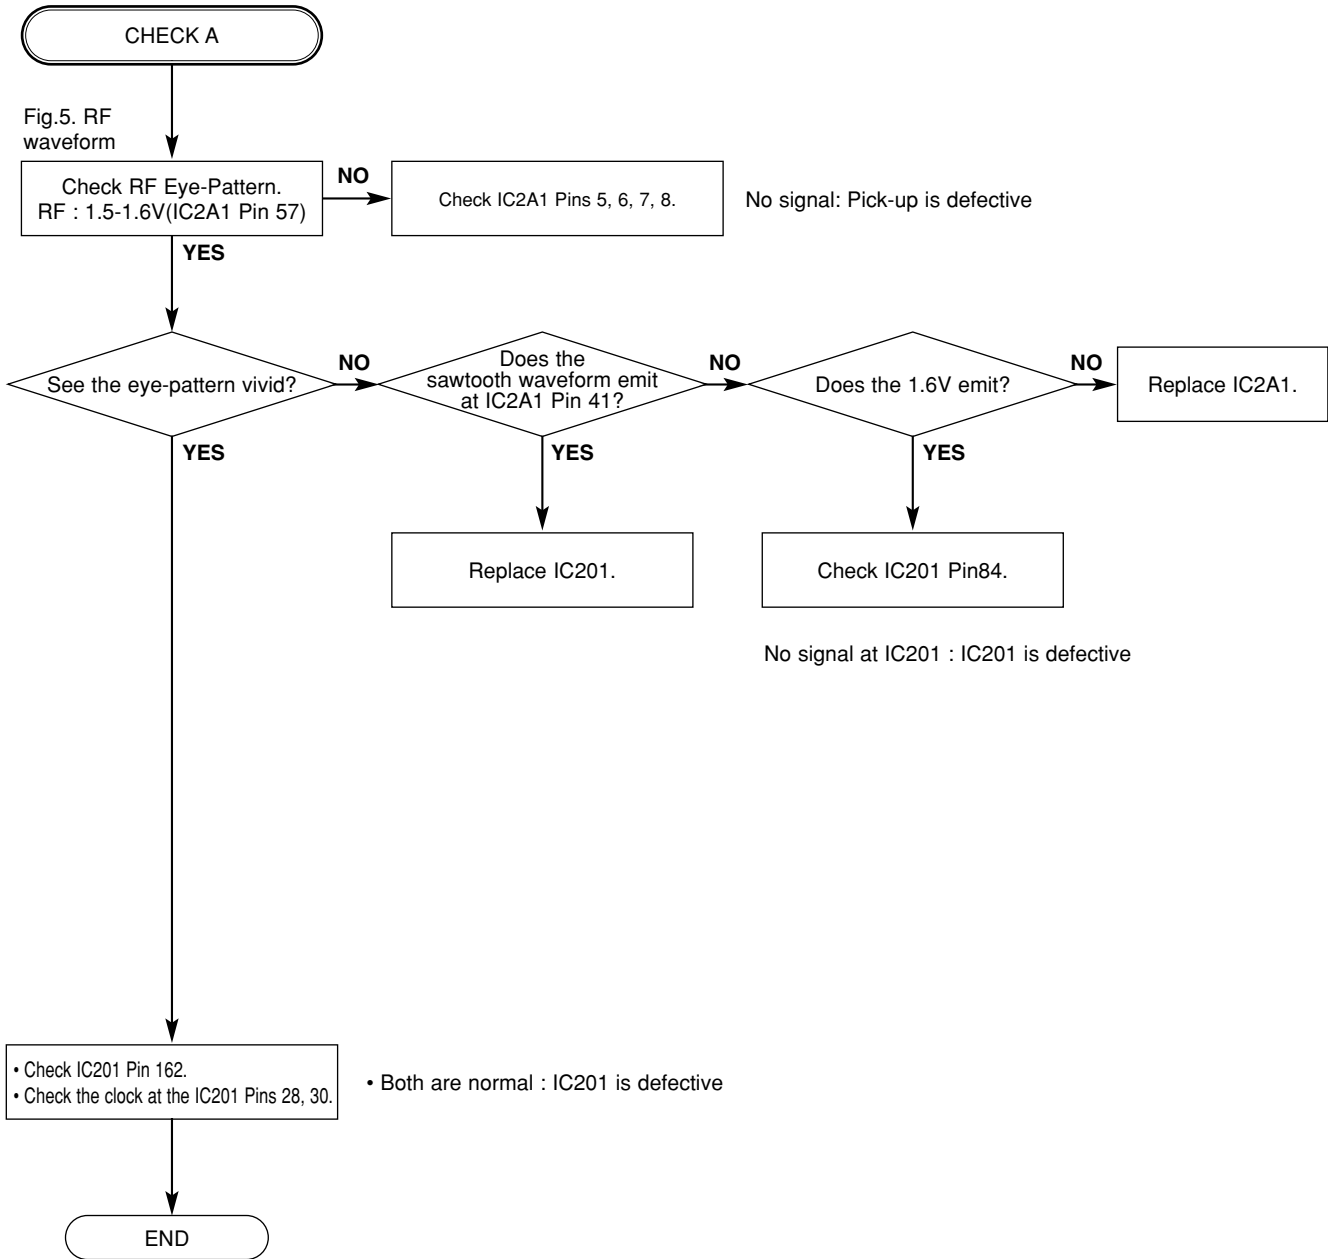 CHECK A
Fig.5. RF
waveform
Check RF Eye-Pattern.
RF : 1.5-1.6V(IC2A1 Pin 57)
NO
Check IC2A1 Pins 5, 6, 7, 8.
No signal: Pick-up is defective
YES
See the eye-pattern vivid?
NO
Does the
sawtooth waveform emit
at IC2A1 Pin 41?
NO
Does the 1.6V emit?
NO
Replace IC2A1.
YES
YES
YES
Replace IC201.
Check IC201 Pin84.
No signal at IC201 : IC201 is defective
• Check IC201 Pin 162.
• Check the clock at the IC201 Pins 28, 30.
• Both are normal : IC201 is defective
END